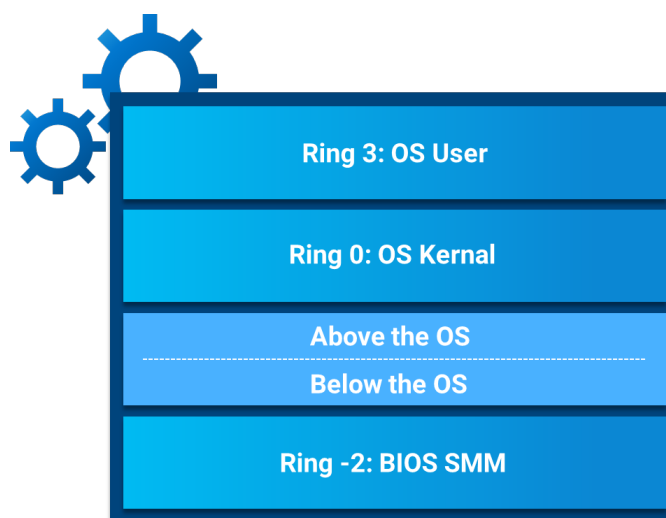 Ring 3: OS User
Ring 0: OS Kernal
Above the OS
Below the OS
Ring -2: BIOS SMM